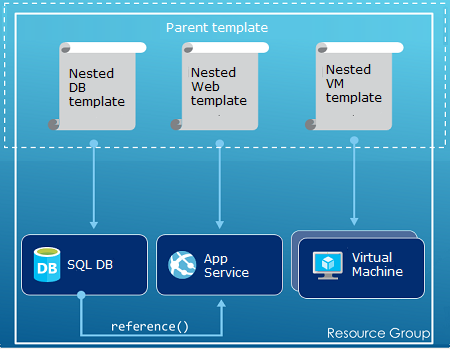 Parent template
Nested
DB
template
Nested
Web
template
Nested
VM
template
DB
SQL DB
App
Service
Virtual
Machine
reference()
Resource Group